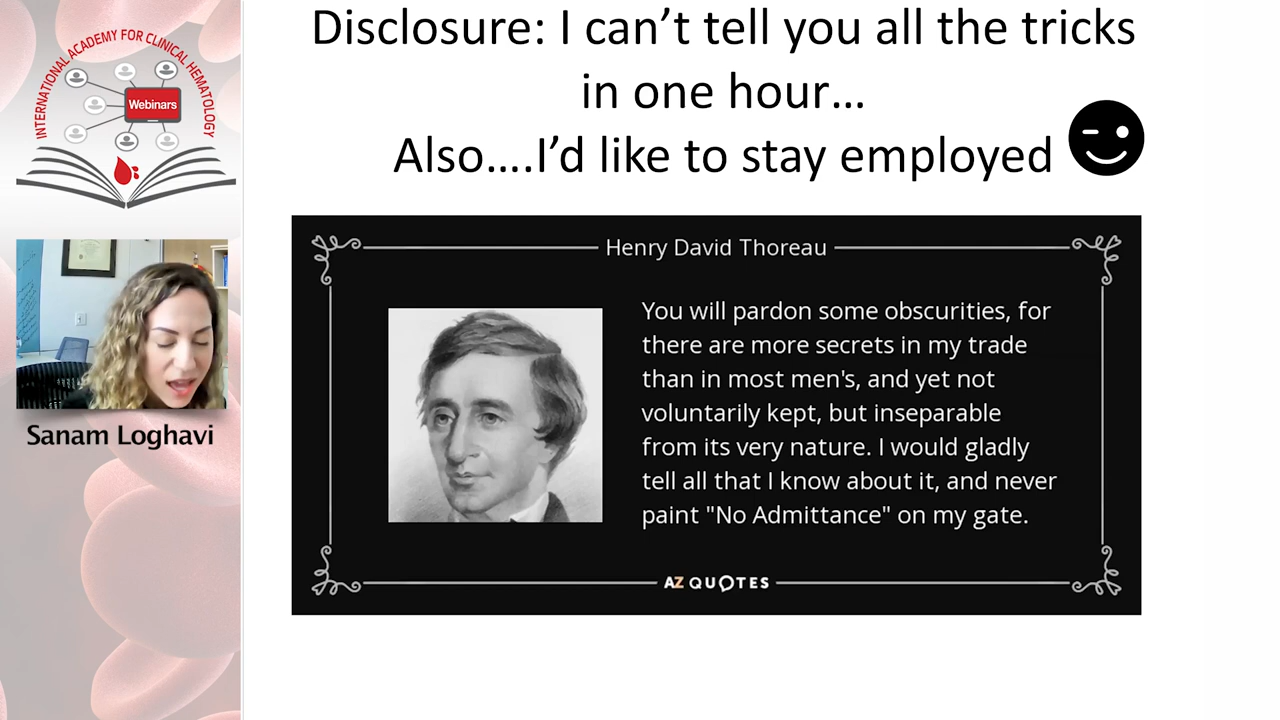 INTERNATIONAL ACADEMY FOR CLINICAL HEMATOLOGY
Webinars
Sanam Loghavi
Disclosure: I can’t tell you all the tricks
in one hour…
Also….I’d like to stay employed
Henry David Thoreau
You will pardon some obscurities, for
there are more secrets in my trade
than in most men's, and yet not
voluntarily kept, but inseparable
from its very nature. I would gladly
tell all that I know about it, and never
paint "No Admittance" on my gate.
AZ QUOTES